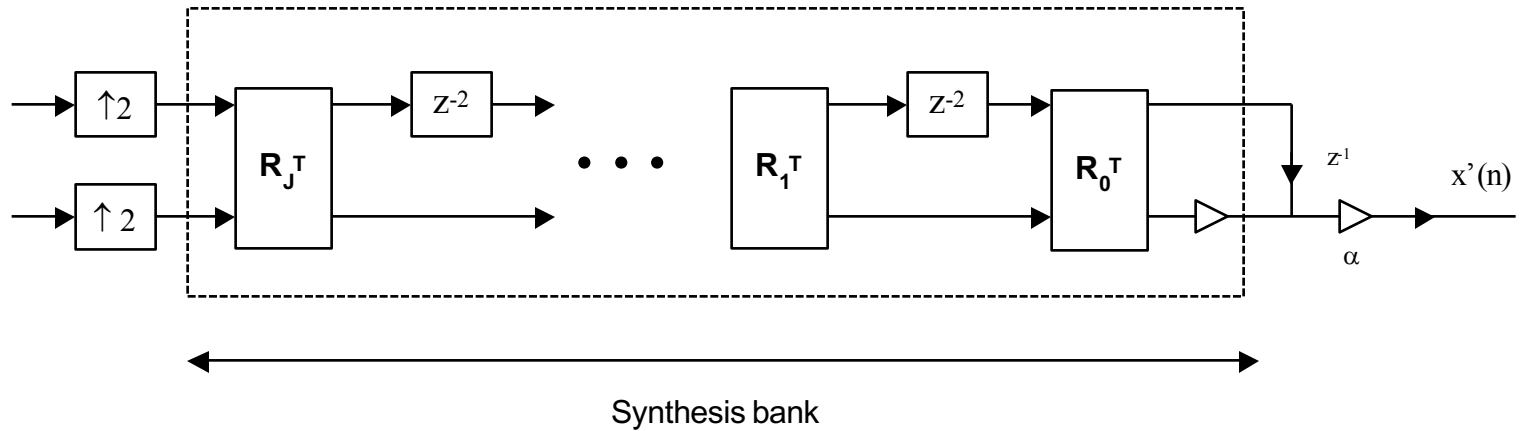 ↑2
z⁻²
z⁻²
R_J^T
• • •
R_1^T
R_0^T
z⁻¹
x'(n)
↑ 2
α
Synthesis bank